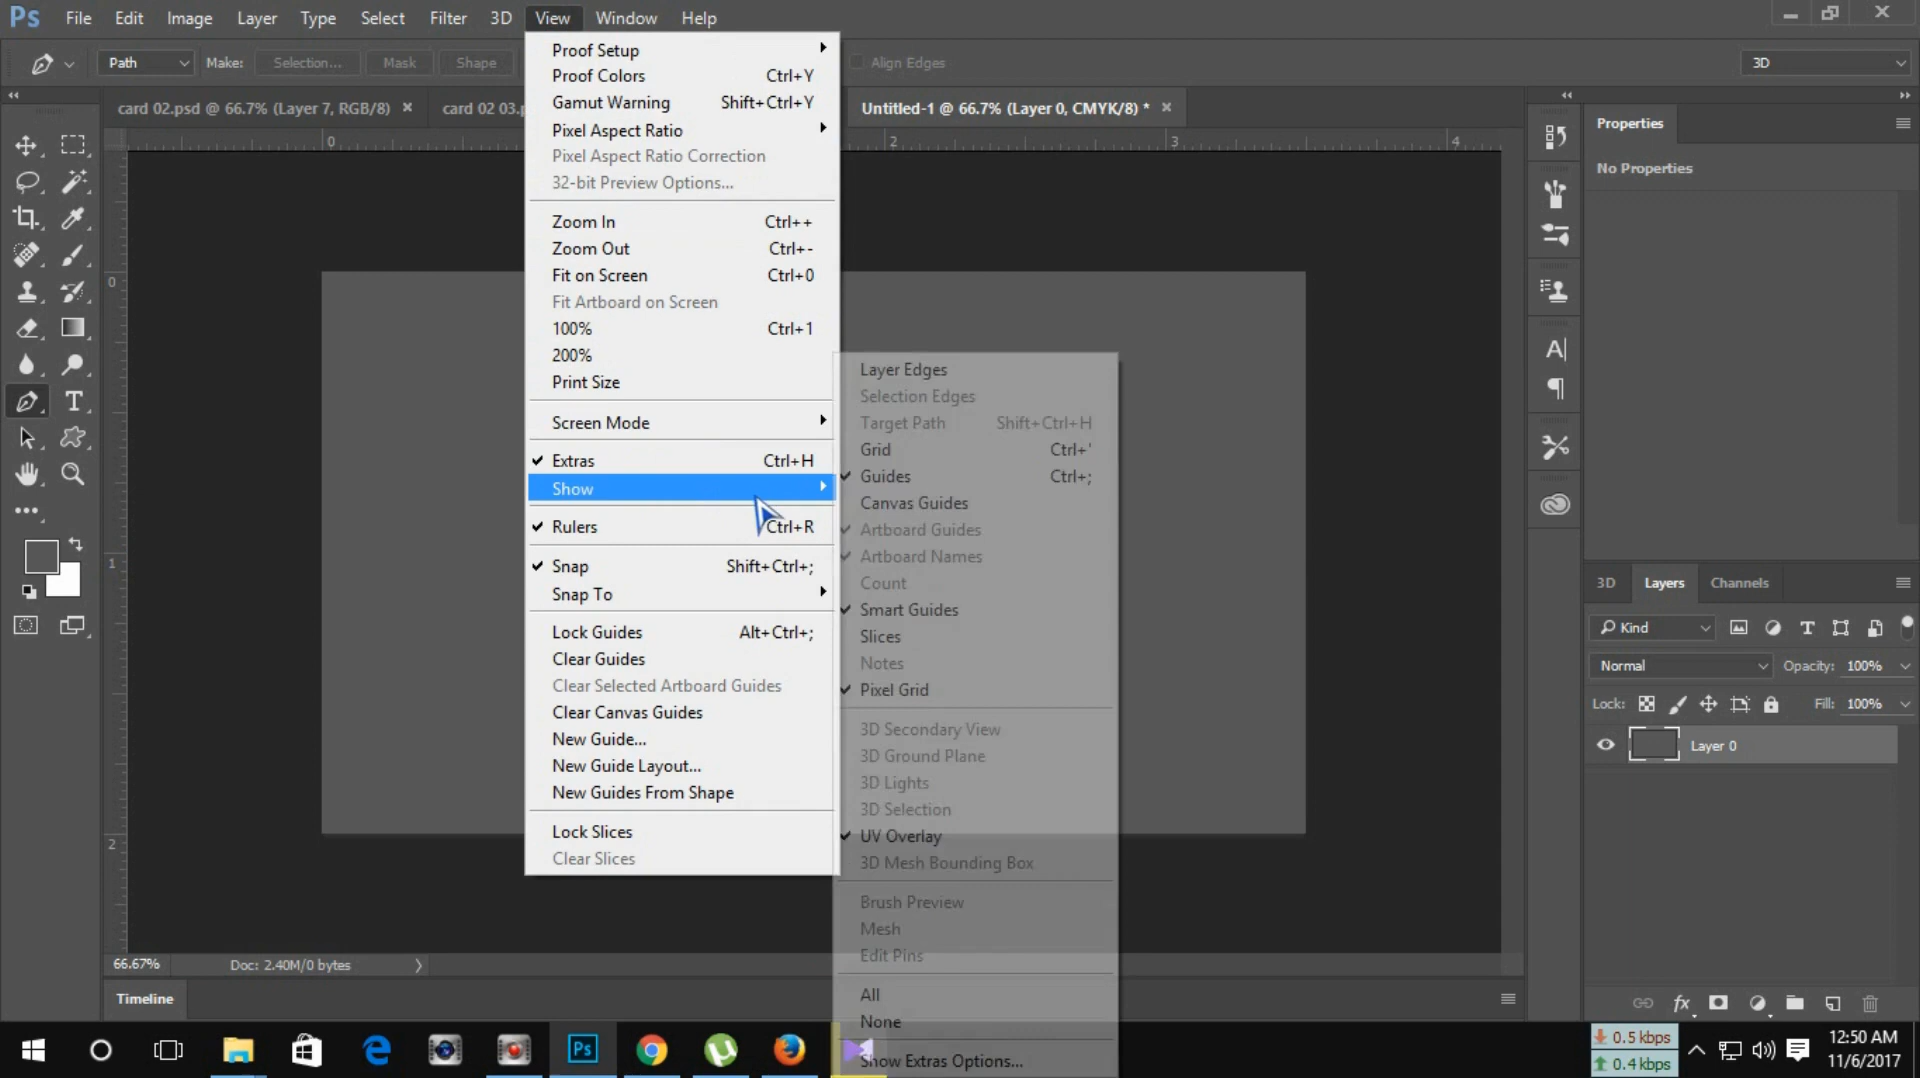 Ps File Edit Image Layer Type Select Filter 3D View Window Help
Path Make: Selection... Mask Shape Align Edges 3D
card 02.psd @ 66.7% (Layer 7, RGB/8) card 02 03.p Untitled-1 @ 66.7% (Layer 0, CMYK/8) *
0 2 3 4
0
1
2
Proof Setup
Proof Colors Ctrl+Y
Gamut Warning Shift+Ctrl+Y
Pixel Aspect Ratio
Pixel Aspect Ratio Correction
32-bit Preview Options...
Zoom In Ctrl++
Zoom Out Ctrl+-
Fit on Screen Ctrl+0
Fit Artboard on Screen
100% Ctrl+1
200%
Print Size
Screen Mode
Extras Ctrl+H
Show
Rulers Ctrl+R
Snap Shift+Ctrl+;
Snap To
Lock Guides Alt+Ctrl+;
Clear Guides
Clear Selected Artboard Guides
Clear Canvas Guides
New Guide...
New Guide Layout...
New Guides From Shape
Lock Slices
Clear Slices
Layer Edges
Selection Edges
Target Path Shift+Ctrl+H
Grid Ctrl+'
Guides Ctrl+;
Canvas Guides
Artboard Guides
Artboard Names
Count
Smart Guides
Slices
Notes
Pixel Grid
3D Secondary View
3D Ground Plane
3D Lights
3D Selection
UV Overlay
3D Mesh Bounding Box
Brush Preview
Mesh
Edit Pins
All
None
Show Extras Options...
Properties
No Properties
3D Layers Channels
Kind
Normal Opacity: 100%
Lock: Fill: 100%
Layer 0
fx
66.67% Doc: 2.40M/0 bytes
Timeline
Ps
0.5 kbps
0.4 kbps
12:50 AM
11/6/2017